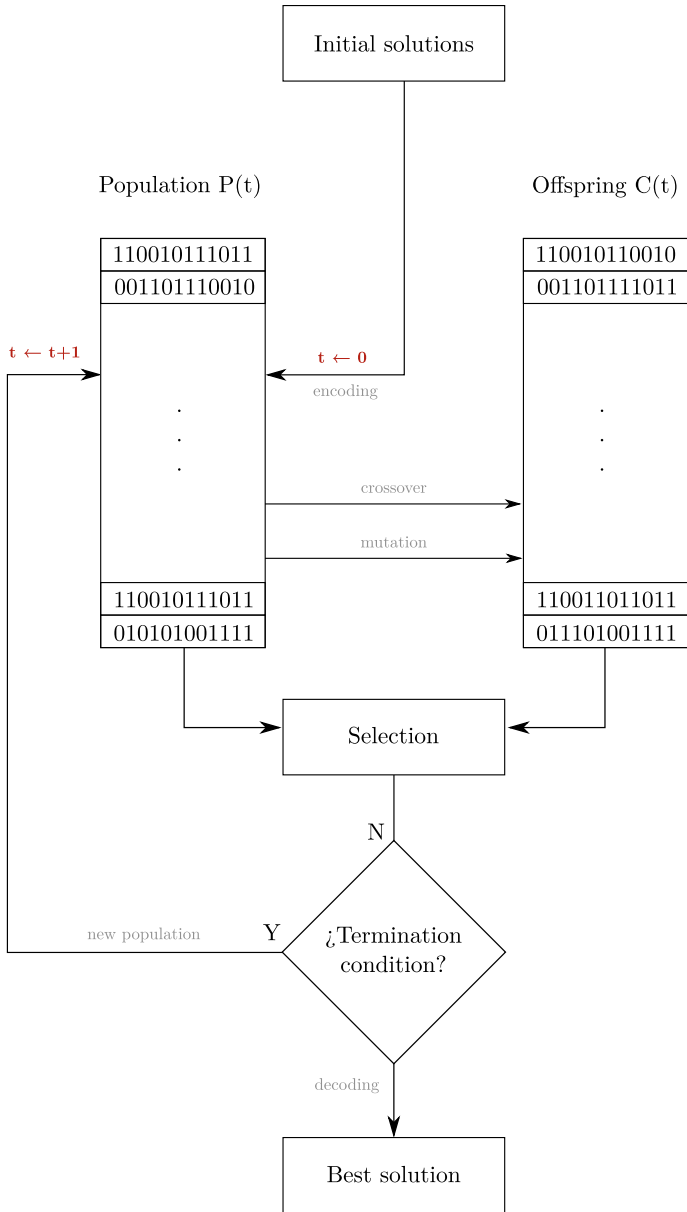 Initial solutions
Population P(t)
Offspring C(t)
110010111011
001101110010
110010110010
001101111011
t ← t+1
t ← 0
encoding
.
.
.
.
.
.
crossover
mutation
110010111011
010101001111
110011011011
011101001111
Selection
N
Y
new population
¿Termination
condition?
decoding
Best solution